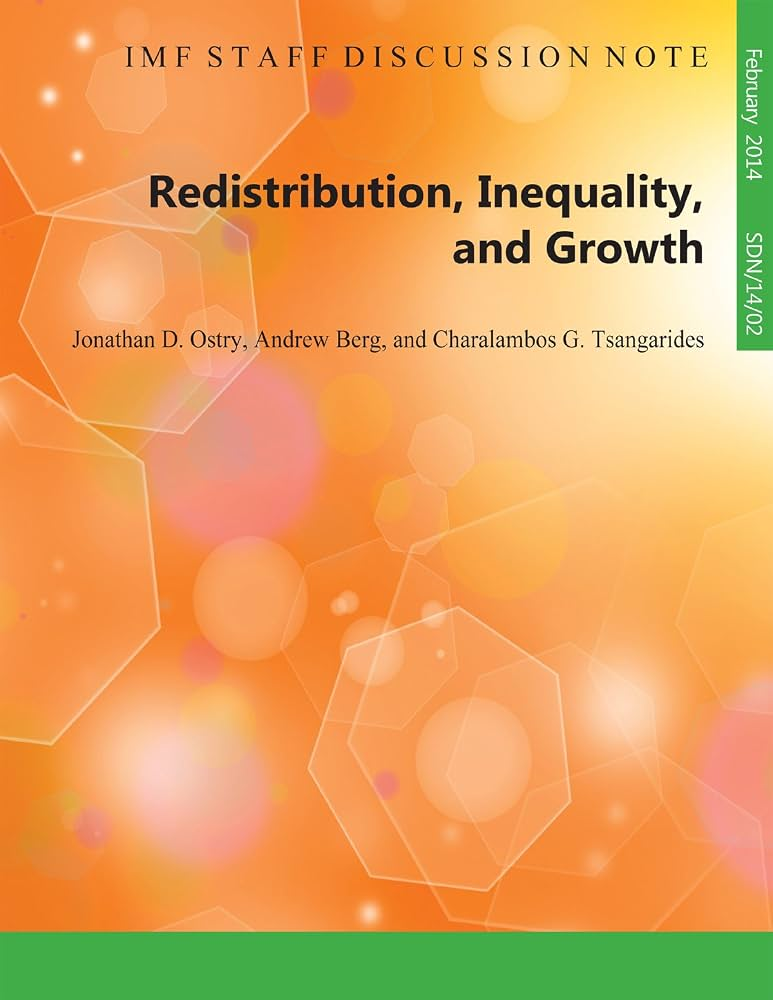 IMF STAFF DISCUSSION NOTE
February 2014 SDN/14/02
Redistribution, Inequality,
and Growth
Jonathan D. Ostry, Andrew Berg, and Charalambos G. Tsangarides